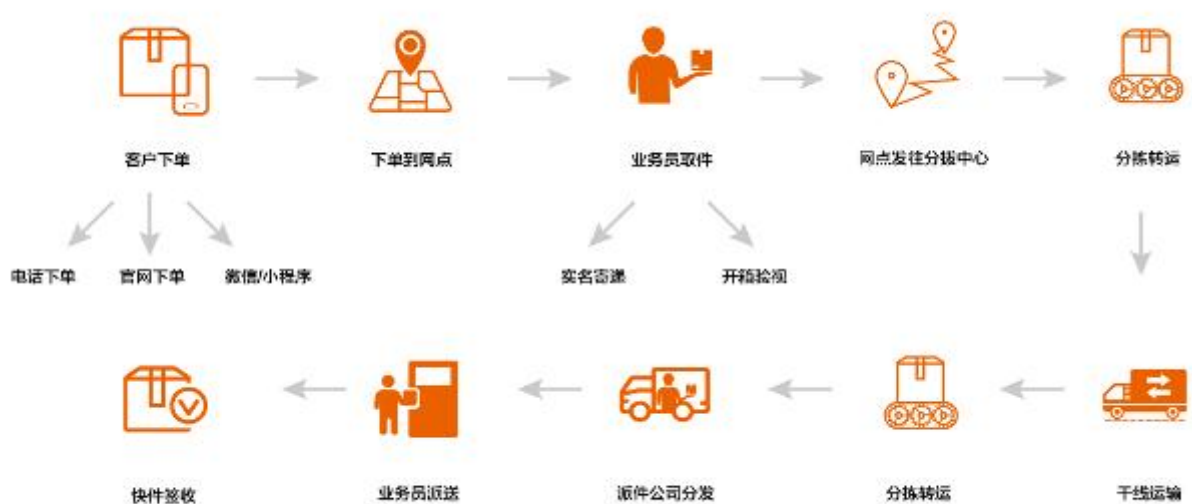 客户下单
下单到网点
业务员取件
网点发往分拨中心
分拣转运
电话下单
官网下单
微信/小程序
实名寄递
开箱验视
快件签收
业务员派送
派件公司分发
分拣转运
干线运输